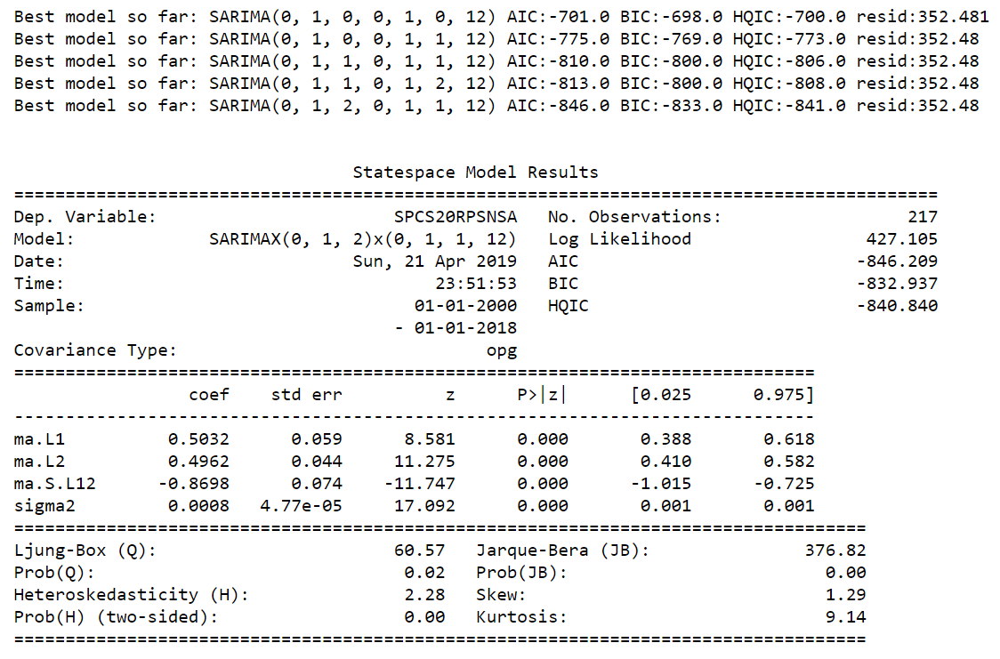 Best model so far: SARIMA(0, 1, 0, 0, 1, 0, 12) AIC:-701.0 BIC:-698.0 HQIC:-700.0 resid:352.481
Best model so far: SARIMA(0, 1, 0, 0, 1, 1, 12) AIC:-775.0 BIC:-769.0 HQIC:-773.0 resid:352.48
Best model so far: SARIMA(0, 1, 1, 0, 1, 1, 12) AIC:-810.0 BIC:-800.0 HQIC:-806.0 resid:352.48
Best model so far: SARIMA(0, 1, 1, 0, 1, 2, 12) AIC:-813.0 BIC:-800.0 HQIC:-808.0 resid:352.48
Best model so far: SARIMA(0, 1, 2, 0, 1, 1, 12) AIC:-846.0 BIC:-833.0 HQIC:-841.0 resid:352.48
Statespace Model Results
==========================================================================================
Dep. Variable: SPCS20RPSNSA No. Observations: 217
Model: SARIMAX(0, 1, 2)x(0, 1, 1, 12) Log Likelihood 427.105
Date: Sun, 21 Apr 2019 AIC -846.209
Time: 23:51:53 BIC -832.937
Sample: 01-01-2000 HQIC -840.840
- 01-01-2018
Covariance Type: opg
==============================================================================
coef std err z P>|z| [0.025 0.975]
------------------------------------------------------------------------------
ma.L1 0.5032 0.059 8.581 0.000 0.388 0.618
ma.L2 0.4962 0.044 11.275 0.000 0.410 0.582
ma.S.L12 -0.8698 0.074 -11.747 0.000 -1.015 -0.725
sigma2 0.0008 4.77e-05 17.092 0.000 0.001 0.001
===================================================================================
Ljung-Box (Q): 60.57 Jarque-Bera (JB): 376.82
Prob(Q): 0.02 Prob(JB): 0.00
Heteroskedasticity (H): 2.28 Skew: 1.29
Prob(H) (two-sided): 0.00 Kurtosis: 9.14
===================================================================================